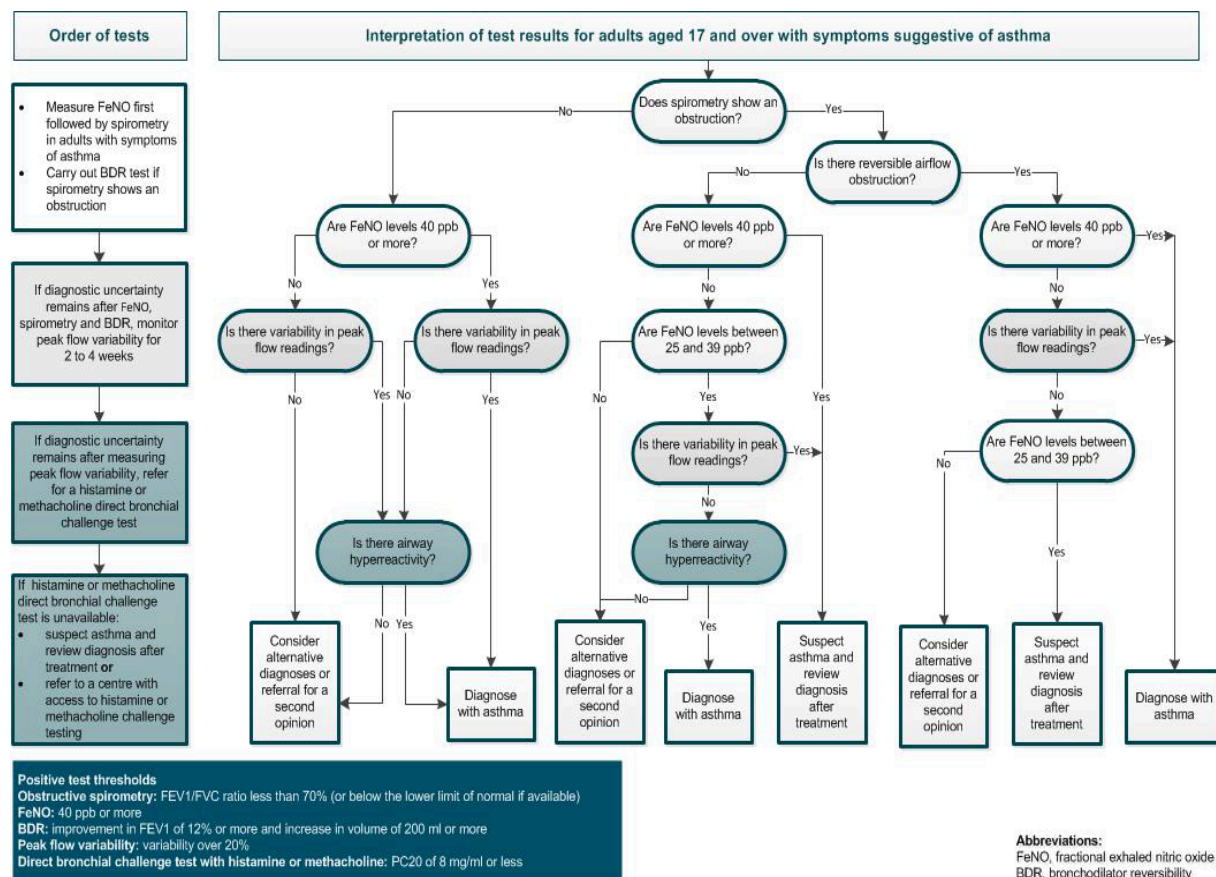 Order of tests
Interpretation of test results for adults aged 17 and over with symptoms suggestive of asthma
• Measure FeNO first
followed by spirometry
in adults with symptoms
of asthma
• Carry out BDR test if
spirometry shows an
obstruction
If diagnostic uncertainty
remains after FeNO,
spirometry and BDR, monitor
peak flow variability for
2 to 4 weeks
If diagnostic uncertainty
remains after measuring
peak flow variability, refer
for a histamine or
methacholine direct bronchial
challenge test
If histamine or methacholine
direct bronchial challenge
test is unavailable:
• suspect asthma and
review diagnosis after
treatment or
• refer to a centre with
access to histamine or
methacholine challenge
testing
Does spirometry show an
obstruction?
No
Yes
Is there reversible airflow
obstruction?
No
Yes
Are FeNO levels 40 ppb
or more?
No
Yes
Is there variability in peak
flow readings?
Is there variability in peak
flow readings?
No
Yes
No
Yes
Is there airway
hyperreactivity?
No
Yes
Consider
alternative
diagnoses or
referral for a
second
opinion
Diagnose
with asthma
Are FeNO levels 40 ppb
or more?
No
Yes
Are FeNO levels between
25 and 39 ppb?
No
Yes
Is there variability in peak
flow readings?
Yes
No
Is there airway
hyperreactivity?
No
Yes
Consider
alternative
diagnoses or
referral for a
second
opinion
Diagnose
with asthma
Suspect
asthma and
review
diagnosis
after
treatment
Are FeNO levels 40 ppb
or more?
Yes
No
Is there variability in peak
flow readings?
Yes
No
Are FeNO levels between
25 and 39 ppb?
No
Yes
Consider
alternative
diagnoses or
referral for a
second
opinion
Suspect
asthma and
review
diagnosis
after
treatment
Diagnose with
asthma
Positive test thresholds
Obstructive spirometry: FEV1/FVC ratio less than 70% (or below the lower limit of normal if available)
FeNO: 40 ppb or more
BDR: improvement in FEV1 of 12% or more and increase in volume of 200 ml or more
Peak flow variability: variability over 20%
Direct bronchial challenge test with histamine or methacholine: PC20 of 8 mg/ml or less
Abbreviations:
FeNO, fractional exhaled nitric oxide
BDR, bronchodilator reversibility